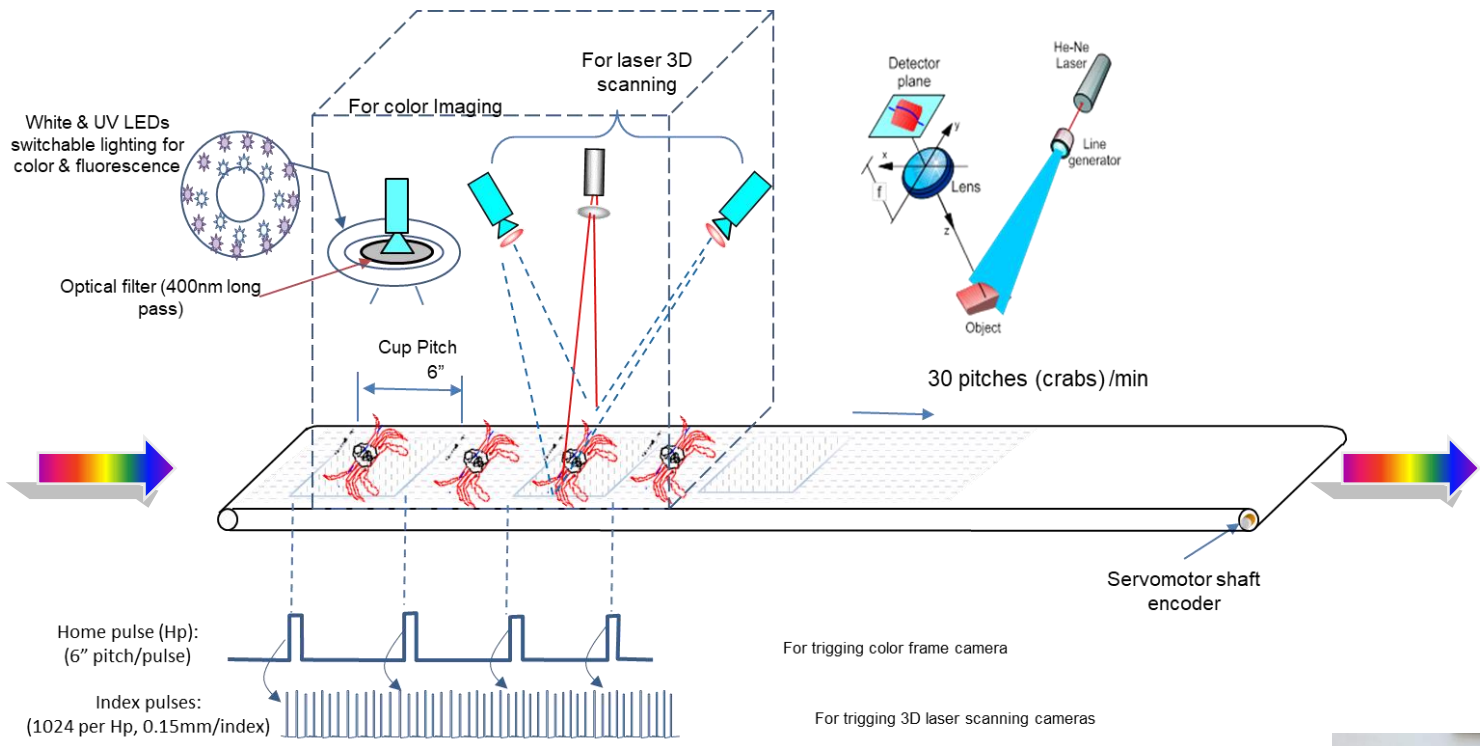 For laser 3D
scanning
For color Imaging
White & UV LEDs
switchable lighting for
color & fluorescence
Optical filter (400nm long
pass)
Detector
plane
He-Ne
Laser
y
x
Line
generator
f
Lens
z
Object
Cup Pitch
6”
30 pitches (crabs) /min
Servomotor shaft
encoder
Home pulse (Hp):
(6” pitch/pulse)
For trigging color frame camera
Index pulses:
(1024 per Hp, 0.15mm/index)
For trigging 3D laser scanning cameras